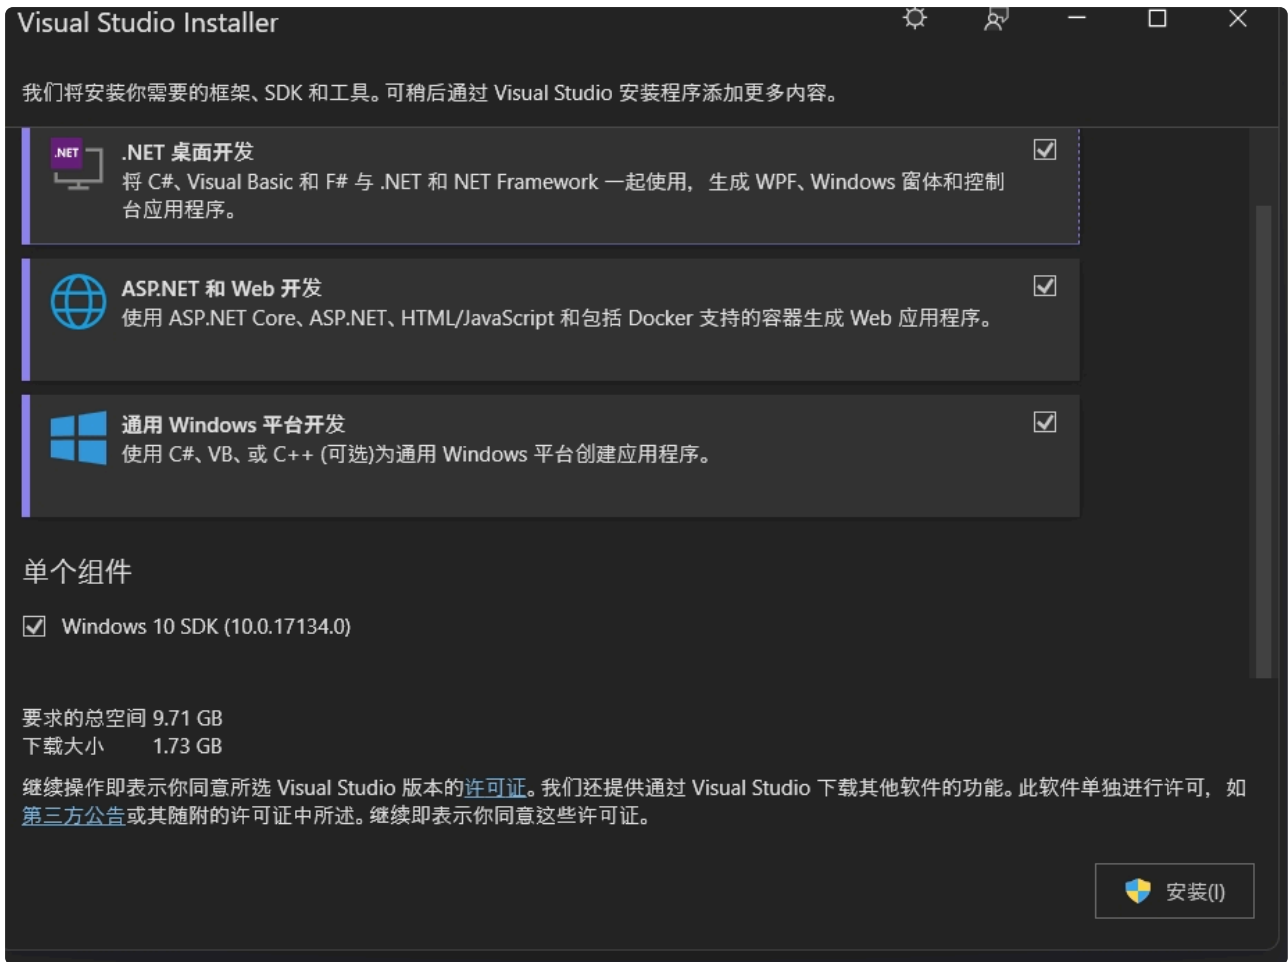 Visual Studio Installer
我们将安装你需要的框架、SDK 和工具。可稍后通过 Visual Studio 安装程序添加更多内容。
.NET
.NET 桌面开发
将 C#、Visual Basic 和 F# 与 .NET 和 NET Framework 一起使用，生成 WPF、Windows 窗体和控制
台应用程序。
ASP.NET 和 Web 开发
使用 ASP.NET Core、ASP.NET、HTML/JavaScript 和包括 Docker 支持的容器生成 Web 应用程序。
通用 Windows 平台开发
使用 C#、VB、或 C++ (可选)为通用 Windows 平台创建应用程序。
单个组件
Windows 10 SDK (10.0.17134.0)
要求的总空间 9.71 GB
下载大小 1.73 GB
继续操作即表示你同意所选 Visual Studio 版本的许可证。我们还提供通过 Visual Studio 下载其他软件的功能。此软件单独进行许可，如
第三方公告或其随附的许可证中所述。继续即表示你同意这些许可证。
安装(I)